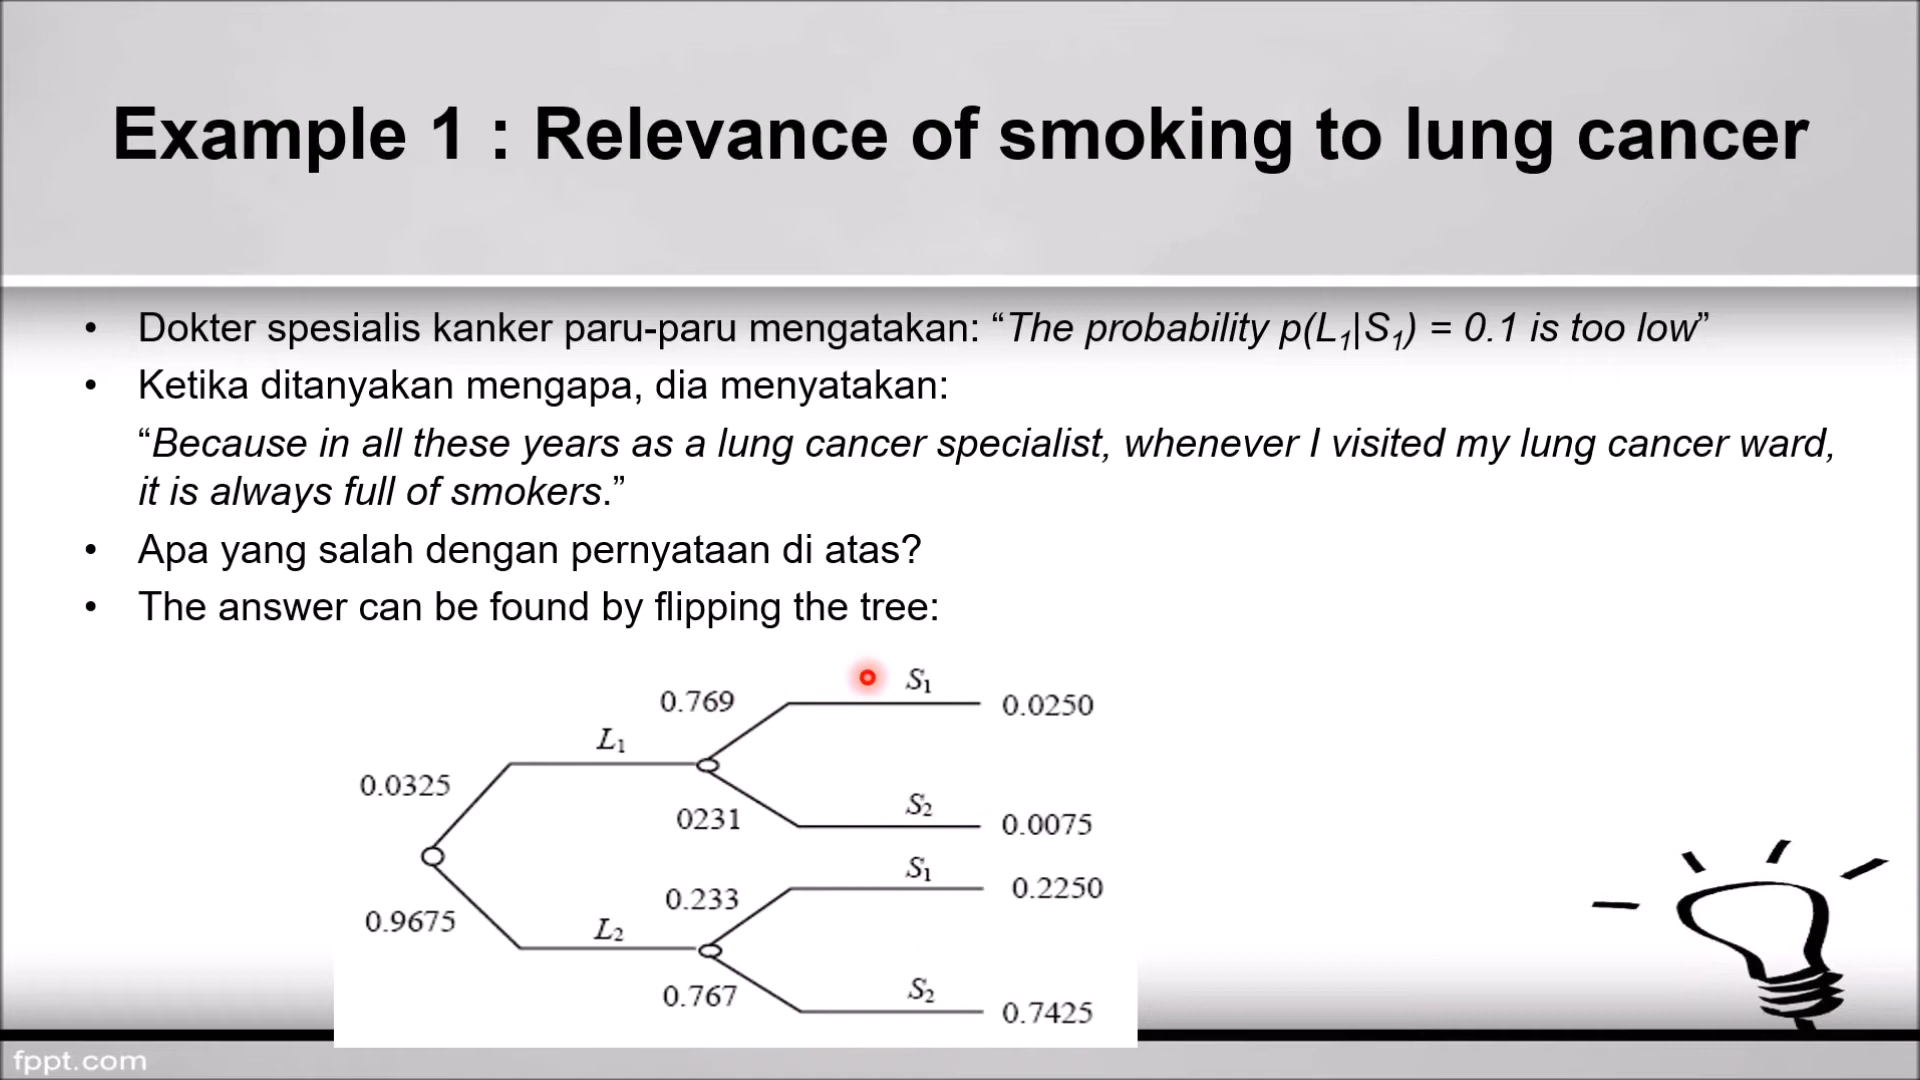 Example 1 : Relevance of smoking to lung cancer
• Dokter spesialis kanker paru-paru mengatakan: “The probability p(L₁|S₁) = 0.1 is too low”
• Ketika ditanyakan mengapa, dia menyatakan:
“Because in all these years as a lung cancer specialist, whenever I visited my lung cancer ward,
it is always full of smokers.”
• Apa yang salah dengan pernyataan di atas?
• The answer can be found by flipping the tree:
S₁
0.769
0.0250
L₁
0.0325
S₂
0231
0.0075
S₁
0.233
0.2250
0.9675
L₂
S₂
0.767
0.7425
fppt.com